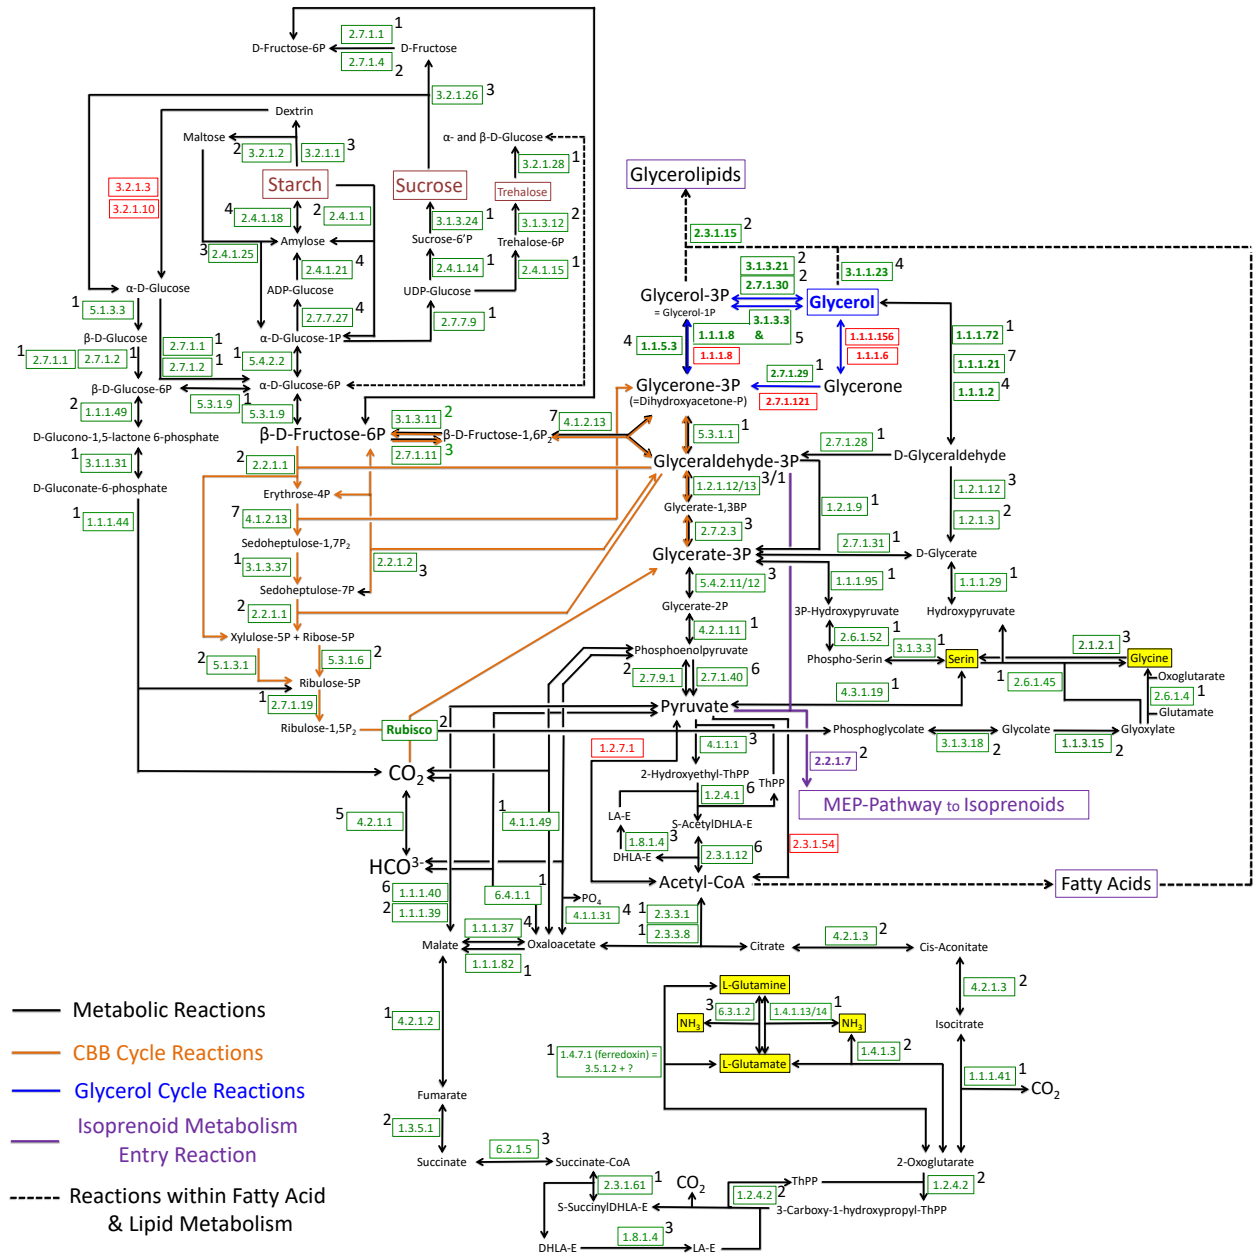 1
2.7.1.1
D-Fructose-6P
D-Fructose
2.7.1.4
2
3.2.1.26
3
Dextrin
Maltose
2
3.2.1.2
3.2.1.1
3
α- and β-D-Glucose
3.2.1.28
1
3.2.1.3
3.2.1.10
Starch
Sucrose
Trehalose
Glycerolipids
4
2.4.1.18
2
2.4.1.1
3.1.3.24
1
3.1.3.12
2
2.3.1.15
2
Amylose
Sucrose-6'P
Trehalose-6P
3
2.4.1.25
2.4.1.21
4
2.4.1.14
1
2.4.1.15
1
3.1.3.21
2
2.7.1.30
2
3.1.1.23
4
α-D-Glucose
ADP-Glucose
UDP-Glucose
Glycerol-3P
= Glycerol-1P
Glycerol
1
5.1.3.3
2.7.7.27
4
2.7.7.9
1
3.1.3.3
1.1.1.8 &
5
4
1.1.5.3
1.1.1.8
1.1.1.156
1.1.1.6
1.1.1.72
1
1.1.1.21
7
1.1.1.2
4
β-D-Glucose
α-D-Glucose-1P
1
2.7.1.1
2.7.1.2
1
2.7.1.1
1
2.7.1.2
1
1
5.4.2.2
2.7.1.29
1
2.7.1.121
Glycerone-3P
(=Dihydroxyacetone-P)
Glycerone
β-D-Glucose-6P
α-D-Glucose-6P
5.3.1.9
1
5.3.1.9
2
1.1.1.49
D-Glucono-1,5-lactone 6-phosphate
β-D-Fructose-6P
3.1.3.11
2
2.7.1.11
3
β-D-Fructose-1,6P2
7
4.1.2.13
5.3.1.1
1
2.7.1.28
1
1
3.1.1.31
D-Gluconate-6-phosphate
2
2.2.1.1
Glyceraldehyde-3P
D-Glyceraldehyde
Erythrose-4P
1.2.1.12/13
3/1
1.2.1.12
3
1.2.1.9
1
1.2.1.3
2
1
1.1.1.44
7
4.1.2.13
Glycerate-1,3BP
2.7.2.3
3
Sedoheptulose-1,7P2
Glycerate-3P
2.7.1.31
1
D-Glycerate
1
3.1.3.37
2.2.1.2
3
5.4.2.11/12
3
1.1.1.95
1
1.1.1.29
1
Sedoheptulose-7P
Glycerate-2P
3P-Hydroxypyruvate
Hydroxypyruvate
2
2.2.1.1
4.2.1.11
1
2.6.1.52
1
Xylulose-5P + Ribose-5P
Phosphoenolpyruvate
Phospho-Serin
3.1.3.3
1
Serin
2.1.2.1
3
Glycine
2
5.1.3.1
5.3.1.6
2
2
2.7.9.1
2.7.1.40
6
4.3.1.19
1
1
2.6.1.45
Oxoglutarate
2.6.1.4
1
Glutamate
Ribulose-5P
1
2.7.1.19
Pyruvate
Ribulose-1,5P2
Rubisco
2
Phosphoglycolate
3.1.3.18
2
Glycolate
1.1.3.15
2
Glyoxylate
1.2.7.1
4.1.1.1
3
2.2.1.7
2
CO2
2-Hydroxyethyl-ThPP
ThPP
1.2.4.1
6
MEP-Pathway to Isoprenoids
5
4.2.1.1
1
4.1.1.49
LA-E
S-AcetylDHLA-E
1.8.1.4
3
DHLA-E
2.3.1.12
6
2.3.1.54
HCO3-
Acetyl-CoA
Fatty Acids
6
1.1.1.40
2
1.1.1.39
6.4.1.1
1
PO4
4.1.1.31
4
1
2.3.3.1
1
2.3.3.8
1.1.1.37
4
Malate
Oxaloacetate
1.1.1.82
1
Citrate
4.2.1.3
2
Cis-Aconitate
4.2.1.3
2
Isocitrate
L-Glutamine
3
6.3.1.2
1.4.1.13/14
1
NH3
NH3
1.4.1.3
2
L-Glutamate
1
1.4.7.1 (ferredoxin) =
3.5.1.2 + ?
1.1.1.41
1
CO2
1
4.2.1.2
Fumarate
2
1.3.5.1
Succinate
6.2.1.5
3
Succinate-CoA
2.3.1.61
1
S-SuccinylDHLA-E
CO2
ThPP
1.2.4.2
2
2-Oxoglutarate
1.2.4.2
2
3-Carboxy-1-hydroxypropyl-ThPP
DHLA-E
1.8.1.4
3
LA-E
Metabolic Reactions
CBB Cycle Reactions
Glycerol Cycle Reactions
Isoprenoid Metabolism
Entry Reaction
Reactions within Fatty Acid
& Lipid Metabolism